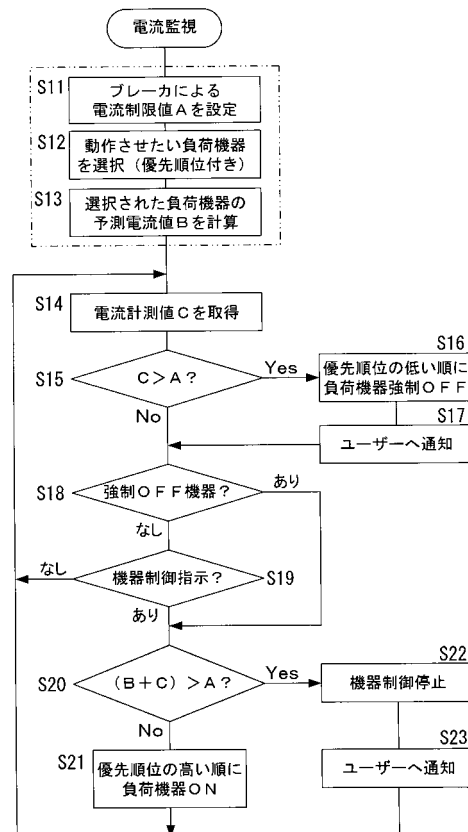 電流監視
S11
ブレーカによる
電流制限値Aを設定
S12
動作させたい負荷機器
を選択（優先順位付き）
S13
選択された負荷機器の
予測電流値Bを計算
S14
電流計測値Cを取得
S15
C＞A？
Yes
No
S16
優先順位の低い順に
負荷機器強制OFF
S17
ユーザーへ通知
S18
強制OFF機器？
あり
なし
機器制御指示？
S19
なし
あり
S20
（B＋C）＞A？
Yes
No
S22
機器制御停止
S23
ユーザーへ通知
S21
優先順位の高い順に
負荷機器ON